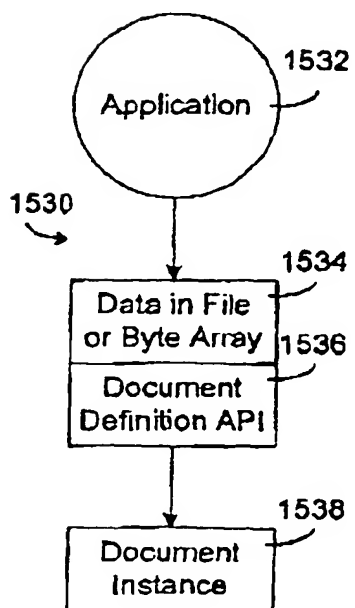 1532
Application
1530
1534
Data in File
or Byte Array
1536
Document
Definition API
1538
Document
Instance